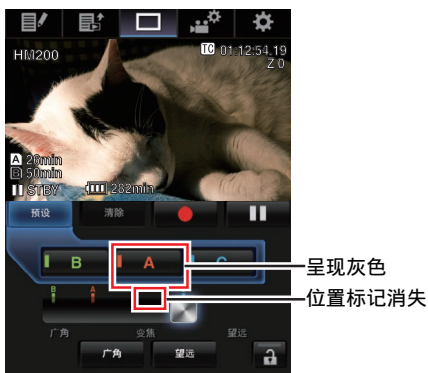 HM200
TC 01:12:54.19
Z 0
A 26min
B 50min
STBY
282min
预设
清除
B
A
C
呈现灰色
B A
位置标记消失
广角
变焦
望远
广角
望远